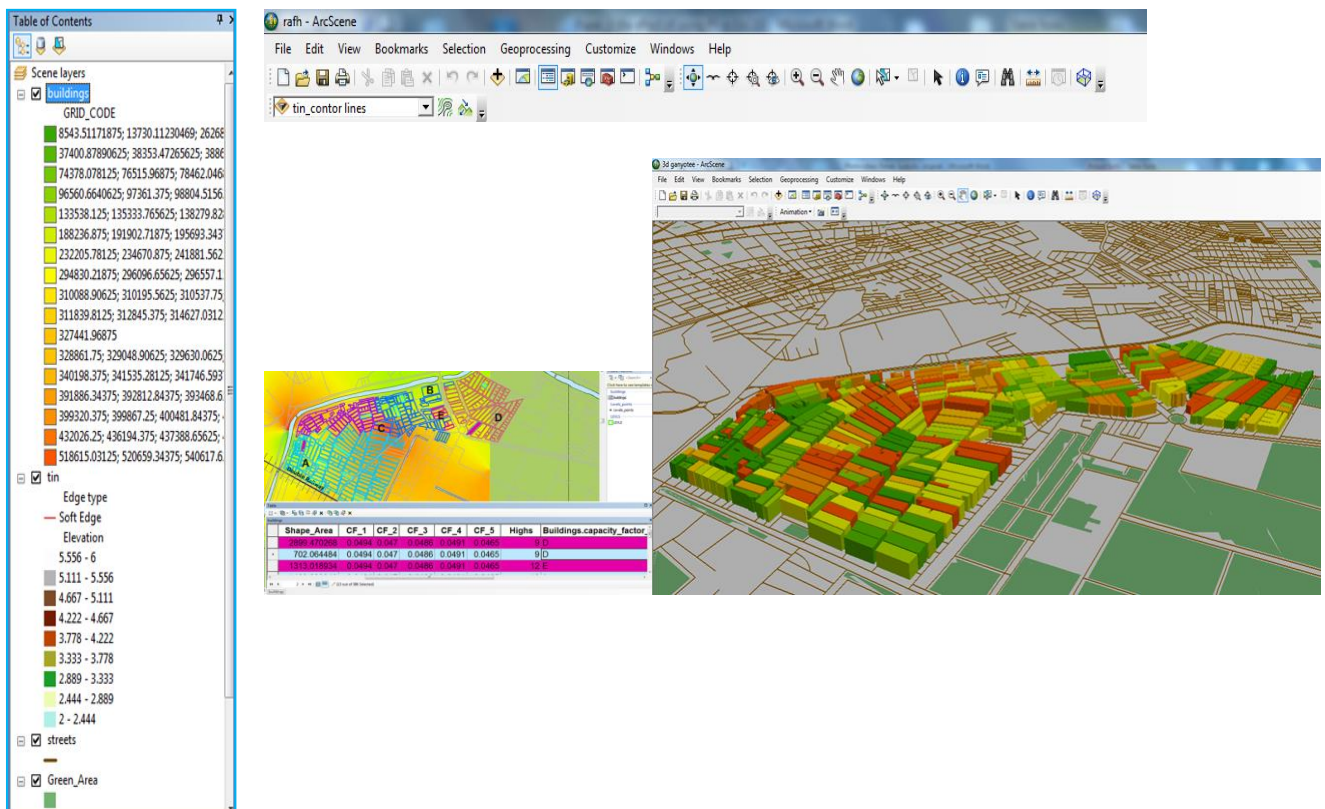 Table of Contents
Scene layers
buildings
GRID_CODE
8543.51171875; 13730.11230469; 26268
37400.87890625; 38353.47265625; 3886
74378.078125; 76515.96875; 78462.046
96560.6640625; 97361.375; 98804.5156
133538.125; 135333.765625; 138279.82
188236.875; 191902.71875; 195693.343
232205.78125; 234670.875; 241881.562
294830.21875; 296096.65625; 296557.1
310088.90625; 310195.5625; 310537.75,
311839.8125; 312845.375; 314627.0312
327441.96875
328861.75; 329048.90625; 329630.0625,
340198.375; 341535.28125; 341746.593
391886.34375; 392812.84375; 393468.6
399320.375; 399867.25; 400481.84375;
432026.25; 436194.375; 437388.65625;
518615.03125; 520659.34375; 540617.6
tin
Edge type
Soft Edge
Elevation
5.556 - 6
5.111 - 5.556
4.667 - 5.111
4.222 - 4.667
3.778 - 4.222
3.333 - 3.778
2.889 - 3.333
2.444 - 2.889
2 - 2.444
streets
Green_Area
rafh - ArcScene
File Edit View Bookmarks Selection Geoprocessing Customize Windows Help
tin_contor lines
3d ganyotee - ArcScene
File Edit View Bookmarks Selection Geoprocessing Customize Windows Help
Animation
A
B
C
D
E
Table
buildings
Shape_Area CF_1 CF_2 CF_3 CF_4 CF_5 Highs Buildings.capacity_factor
2899.470268 0.0494 0.047 0.0486 0.0491 0.0465 9 D
702.064484 0.0494 0.047 0.0486 0.0491 0.0465 9 D
1313.018934 0.0494 0.047 0.0486 0.0491 0.0465 12 E
buildings